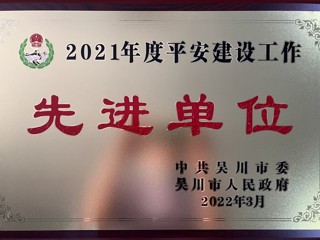 2021年度平安建设工作
先进单位
中共吴川市委
吴川市人民政府
2022年3月